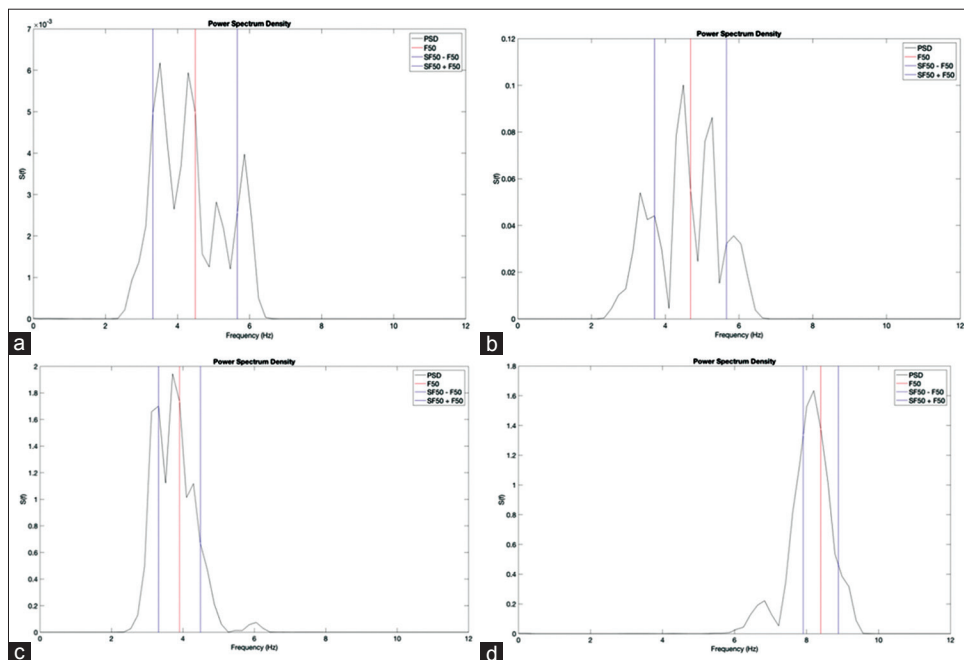 ×10⁻³
Power Spectrum Density
7
6
5
4
3
2
1
0
S(f)
0 2 4 6 8 10 12
Frequency (Hz)
PSD
F50
SF50 - F50
SF50 + F50
a
Power Spectrum Density
0.12
0.1
0.08
0.06
0.04
0.02
0
S(f)
0 2 4 6 8 10 12
Frequency (Hz)
PSD
F50
SF50 - F50
SF50 + F50
b
Power Spectrum Density
2
1.8
1.6
1.4
1.2
1
0.8
0.6
0.4
0.2
0
S(f)
0 2 4 6 8 10 12
Frequency (Hz)
PSD
F50
SF50 - F50
SF50 + F50
c
Power Spectrum Density
1.8
1.6
1.4
1.2
1
0.8
0.6
0.4
0.2
0
S(f)
0 2 4 6 8 10 12
Frequency (Hz)
PSD
F50
SF50 - F50
SF50 + F50
d